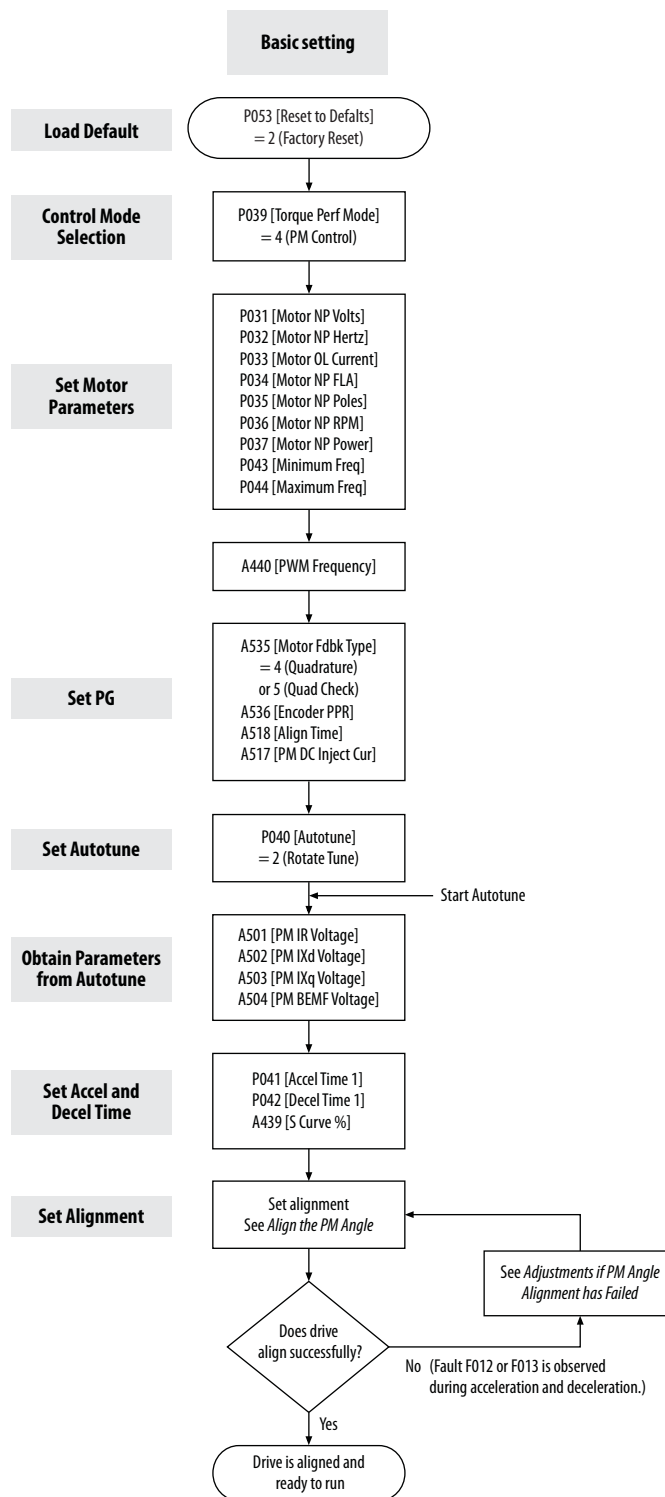 Basic setting
Load Default
P053 [Reset to Defalts]
= 2 (Factory Reset)
Control Mode
Selection
P039 [Torque Perf Mode]
= 4 (PM Control)
Set Motor
Parameters
P031 [Motor NP Volts]
P032 [Motor NP Hertz]
P033 [Motor OL Current]
P034 [Motor NP FLA]
P035 [Motor NP Poles]
P036 [Motor NP RPM]
P037 [Motor NP Power]
P043 [Minimum Freq]
P044 [Maximum Freq]
A440 [PWM Frequency]
Set PG
A535 [Motor Fdbk Type]
= 4 (Quadrature)
or 5 (Quad Check)
A536 [Encoder PPR]
A518 [Align Time]
A517 [PM DC Inject Cur]
Set Autotune
P040 [Autotune]
= 2 (Rotate Tune)
Start Autotune
Obtain Parameters
from Autotune
A501 [PM IR Voltage]
A502 [PM IXd Voltage]
A503 [PM IXq Voltage]
A504 [PM BEMF Voltage]
Set Accel and
Decel Time
P041 [Accel Time 1]
P042 [Decel Time 1]
A439 [S Curve %]
Set Alignment
Set alignment
See Align the PM Angle
See Adjustments if PM Angle
Alignment has Failed
Does drive
align successfully?
No (Fault F012 or F013 is observed
during acceleration and deceleration.)
Yes
Drive is aligned and
ready to run